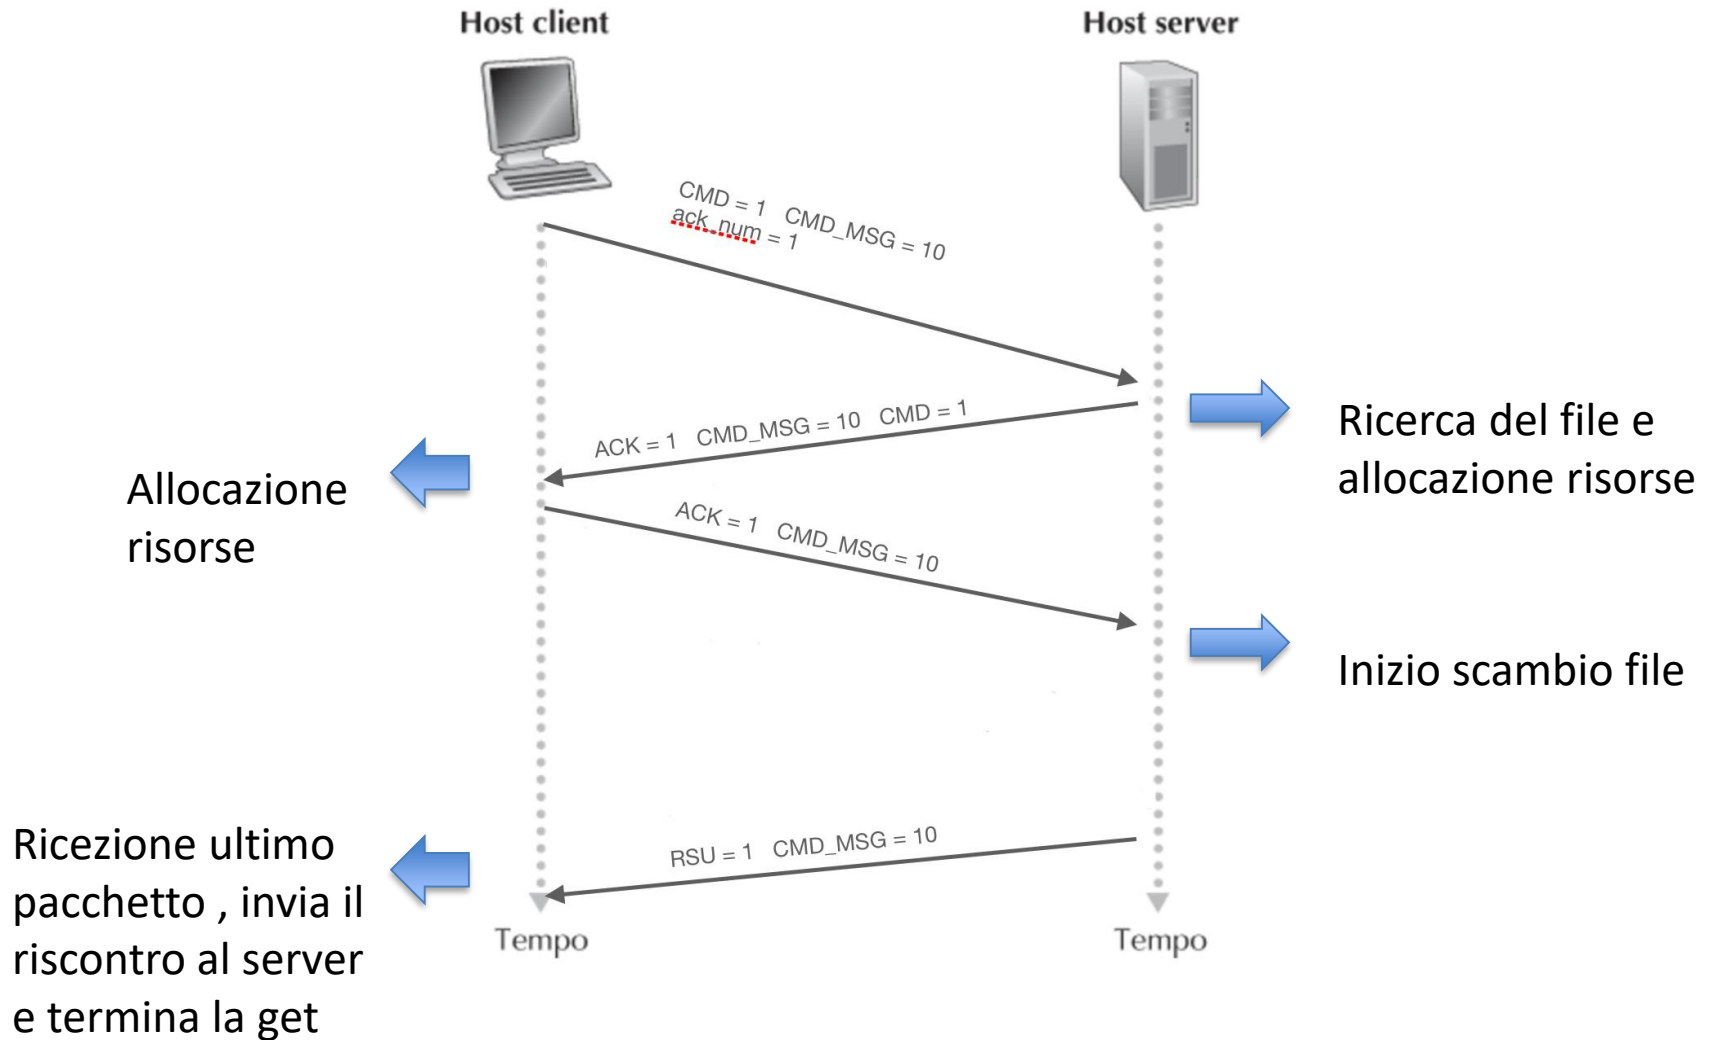 Host client
Host server
CMD = 1 CMD_MSG = 10
ack_num = 1
Ricerca del file e
allocazione risorse
ACK = 1 CMD_MSG = 10 CMD = 1
Allocazione
risorse
ACK = 1 CMD_MSG = 10
Inizio scambio file
RSU = 1 CMD_MSG = 10
Ricezione ultimo
pacchetto , invia il
riscontro al server
e termina la get
Tempo
Tempo